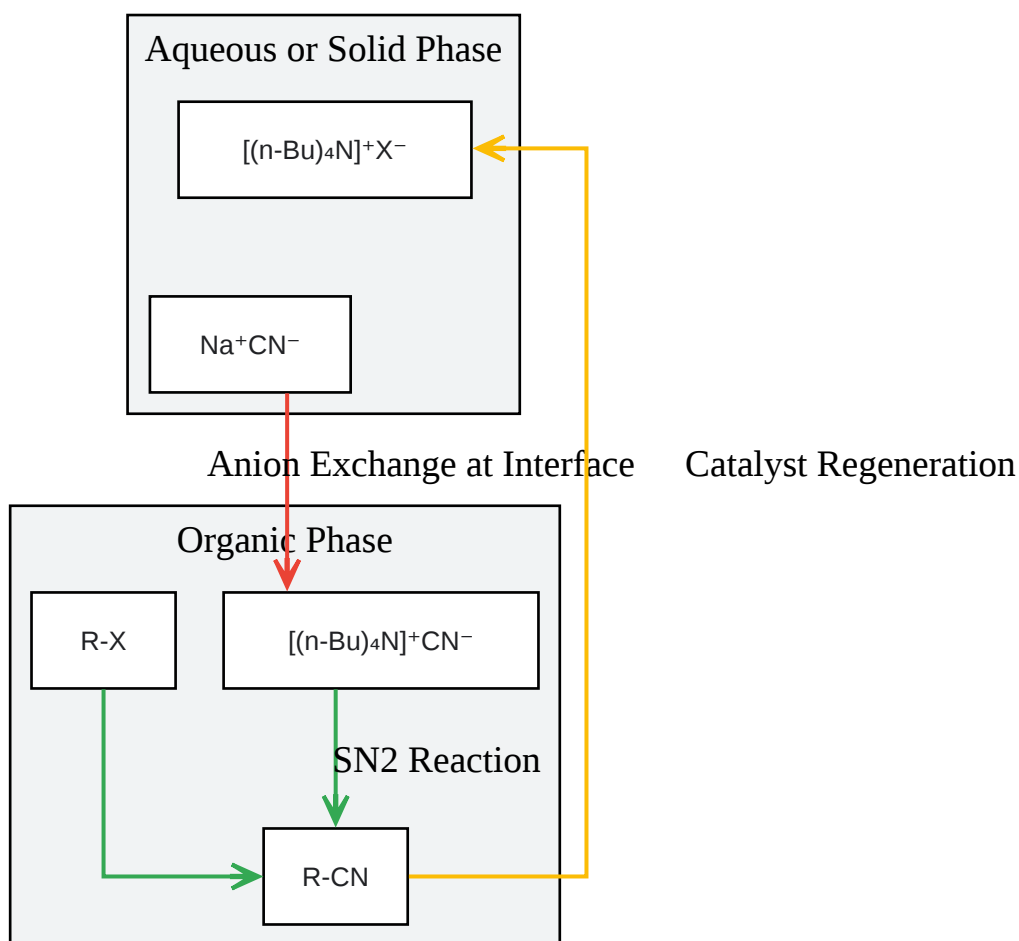 Aqueous or Solid Phase
[(n-Bu)₄N]⁺X⁻
Na⁺CN⁻
Anion Exchange at Interface
Catalyst Regeneration
Organic Phase
R-X
[(n-Bu)₄N]⁺CN⁻
SN2 Reaction
R-CN